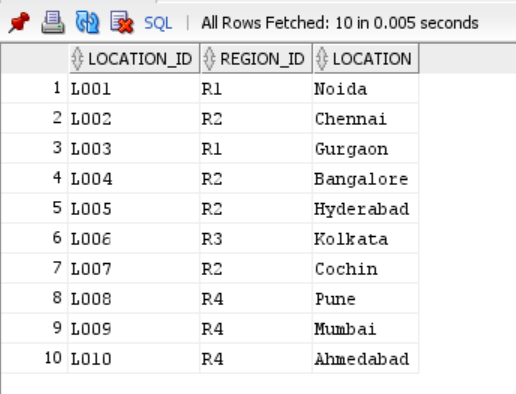 SQL | All Rows Fetched: 10 in 0.005 seconds
LOCATION_ID REGION_ID LOCATION
1 L001 R1 Noida
2 L002 R2 Chennai
3 L003 R1 Gurgaon
4 L004 R2 Bangalore
5 L005 R2 Hyderabad
6 L006 R3 Kolkata
7 L007 R2 Cochin
8 L008 R4 Pune
9 L009 R4 Mumbai
10 L010 R4 Ahmedabad